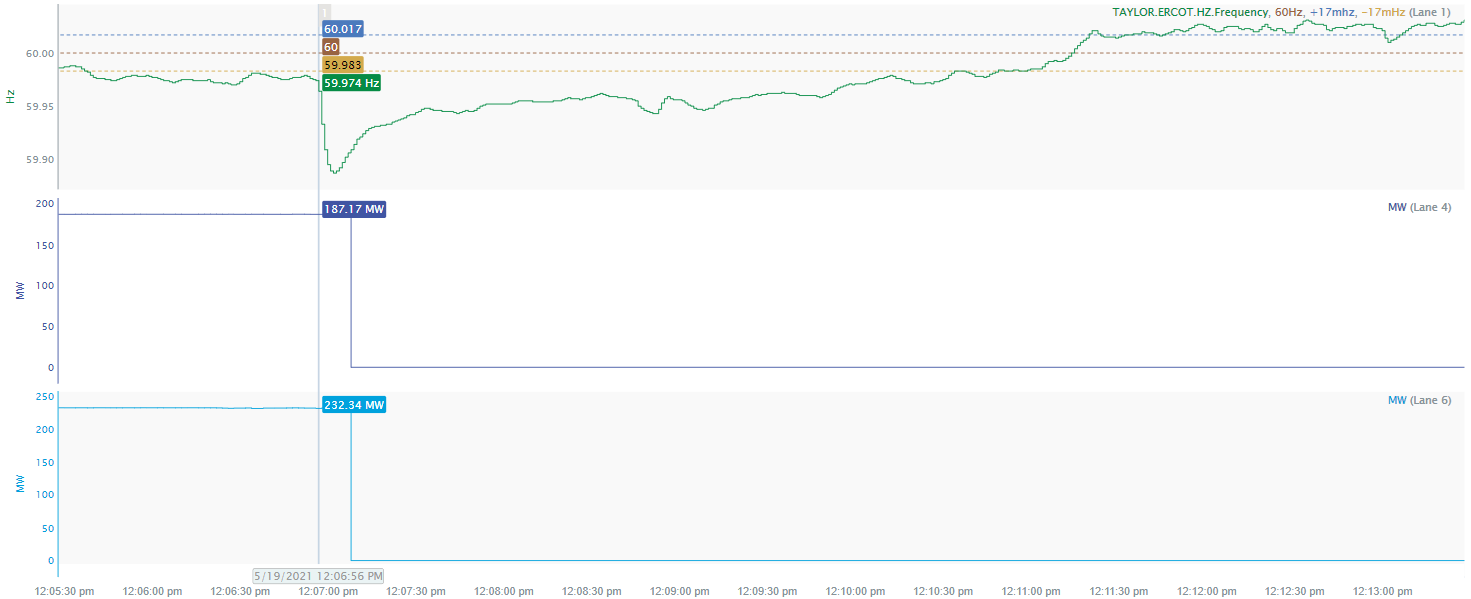 TAYLOR.ERCOT.HZ.Frequency, 60Hz, +17mhz, -17mHz (Lane 1)
1
60.017
60
60.00
59.983
59.974 Hz
Hz
59.95
59.90
200
187.17 MW
MW (Lane 4)
150
MW
100
50
0
250
232.34 MW
MW (Lane 6)
200
150
MW
100
50
0
5/19/2021 12:06:56 PM
12:05:30 pm 12:06:00 pm 12:06:30 pm 12:07:00 pm 12:07:30 pm 12:08:00 pm 12:08:30 pm 12:09:00 pm 12:09:30 pm 12:10:00 pm 12:10:30 pm 12:11:00 pm 12:11:30 pm 12:12:00 pm 12:12:30 pm 12:13:00 pm